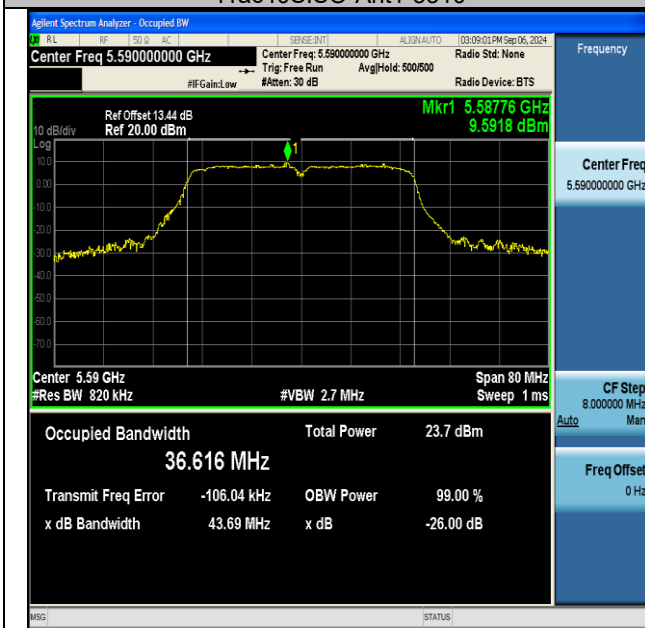 Agilent Spectrum Analyzer - Occupied BW
RL RF 50 Ω AC SENSE:INT ALIGN AUTO 03:09:01 PM Sep 06, 2024
Center Freq 5.590000000 GHz Center Freq: 5.590000000 GHz Radio Std: None
Trig: Free Run Avg|Hold: 500/500
#IFGain:Low #Atten: 30 dB Radio Device: BTS
Frequency
Ref Offset 13.44 dB Mkr1 5.58776 GHz
10 dB/div Ref 20.00 dBm 9.5918 dBm
Log
1
10.0
0.00
-10.0
-20.0
-30.0
-40.0
-50.0
-60.0
-70.0
Center Freq
5.590000000 GHz
Center 5.59 GHz Span 80 MHz
#Res BW 820 kHz #VBW 2.7 MHz Sweep 1 ms
CF Step
8.000000 MHz
Auto Man
Occupied Bandwidth Total Power 23.7 dBm
36.616 MHz
Transmit Freq Error -106.04 kHz OBW Power 99.00 %
x dB Bandwidth 43.69 MHz x dB -26.00 dB
Freq Offset
0 Hz
MSG STATUS